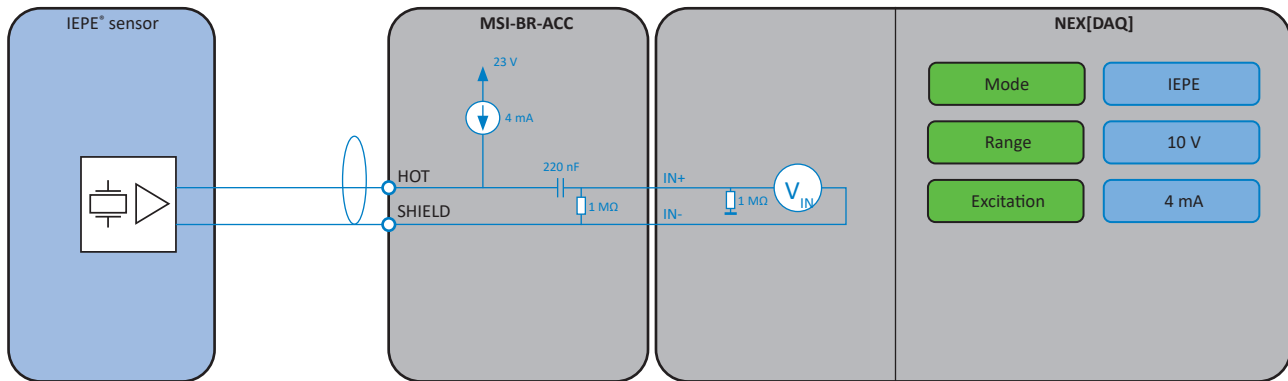 IEPE® sensor
MSI-BR-ACC
NEX[DAQ]
23 V
4 mA
220 nF
HOT
SHIELD
1 MΩ
IN+
IN-
1 MΩ
VIN
Mode
IEPE
Range
10 V
Excitation
4 mA